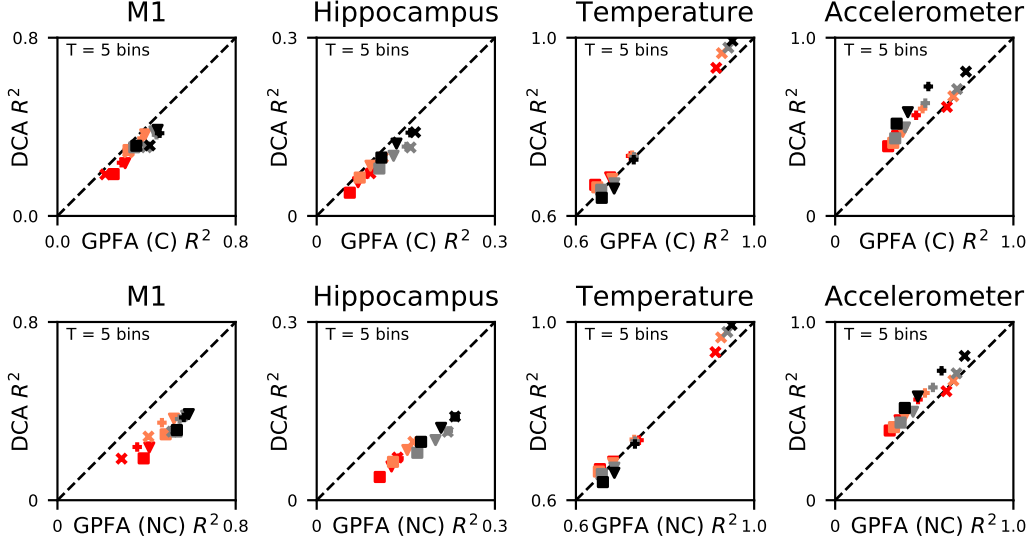 M1
Hippocampus
Temperature
Accelerometer
0.8
T = 5 bins
DCA R²
0.0
0.0
GPFA (C) R²
0.8
0.3
T = 5 bins
DCA R²
0
0
GPFA (C) R²
0.3
1.0
T = 5 bins
DCA R²
0.6
0.6
GPFA (C) R²
1.0
1.0
T = 5 bins
DCA R²
0
0
GPFA (C) R²
1.0
M1
Hippocampus
Temperature
Accelerometer
0.8
T = 5 bins
DCA R²
0
0
GPFA (NC) R²
0.8
0.3
T = 5 bins
DCA R²
0
0
GPFA (NC) R²
0.3
1.0
T = 5 bins
DCA R²
0.6
0.6
GPFA (NC) R²
1.0
1.0
T = 5 bins
DCA R²
0
0
GPFA (NC) R²
1.0